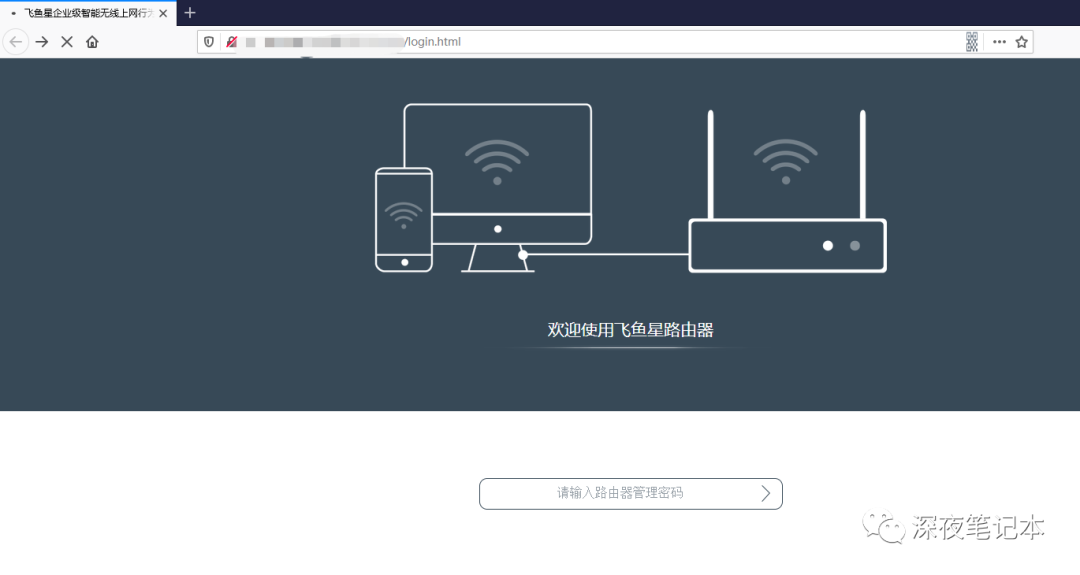 飞鱼星企业级智能无线上网行
/login.html
欢迎使用飞鱼星路由器
请输入路由器管理密码
深夜笔记本